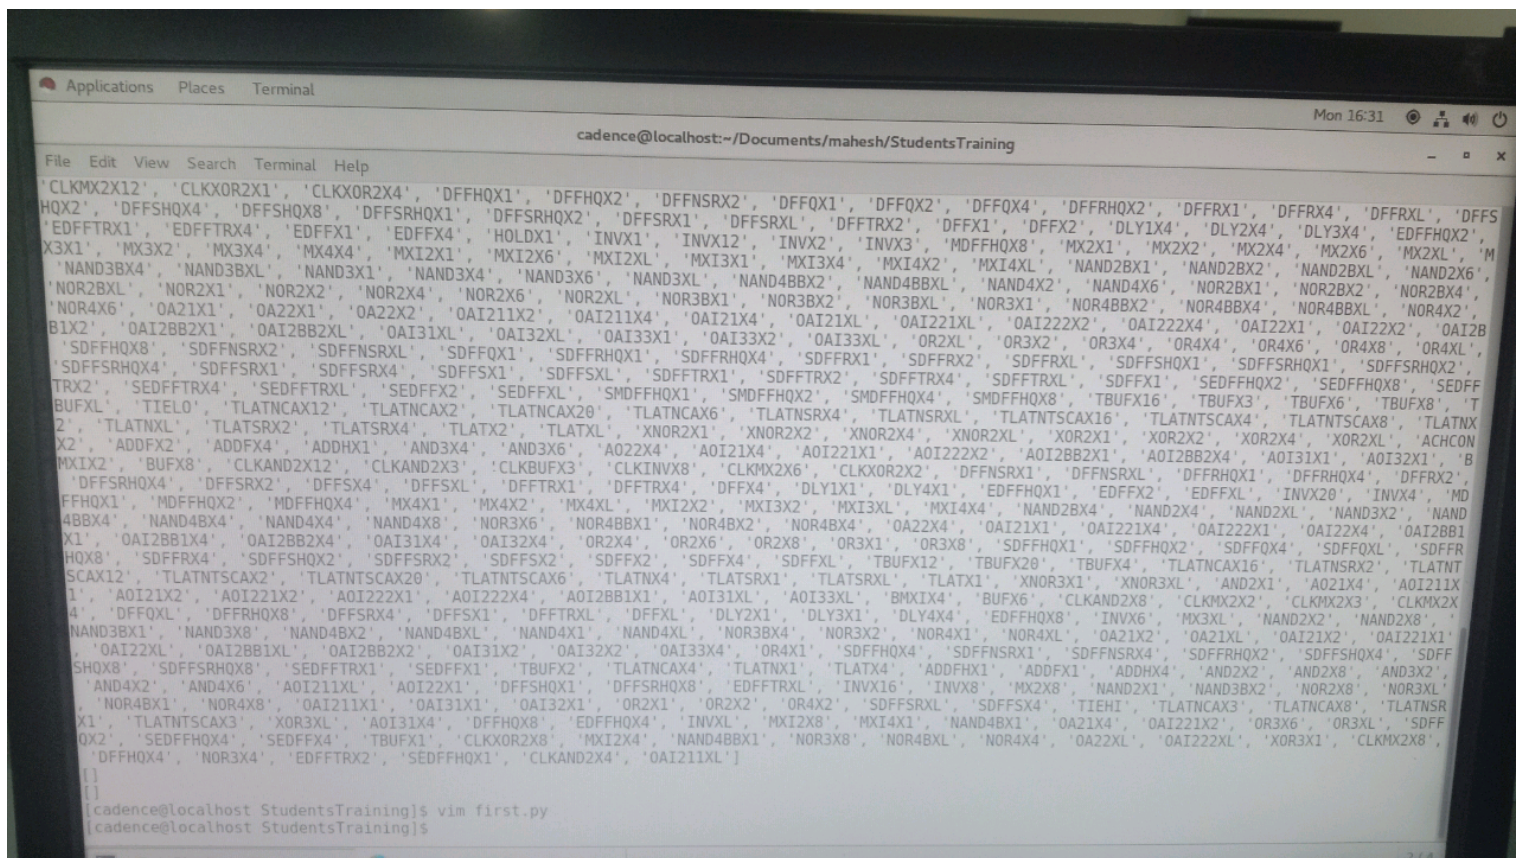 Applications Places Terminal
Mon 16:31
cadence@localhost:~/Documents/mahesh/StudentsTraining
File Edit View Search Terminal Help
'CLKMX2X12', 'CLKXOR2X1', 'CLKXOR2X4', 'DFFHQX1', 'DFFHQX2', 'DFFNSRX2', 'DFFQX1', 'DFFQX2', 'DFFQX4', 'DFFRHQX2', 'DFFRX1', 'DFFRX4', 'DFFRXL', 'DFFS
HQX2', 'DFFSHQX4', 'DFFSHQX8', 'DFFSRHQX1', 'DFFSRHQX2', 'DFFSRX1', 'DFFSRXL', 'DFFTRX2', 'DFFX1', 'DFFX2', 'DLY1X4', 'DLY2X4', 'DLY3X4', 'EDFFHQX2',
'EDFFTRX1', 'EDFFTRX4', 'EDFFX1', 'EDFFX4', 'HOLDX1', 'INVX1', 'INVX12', 'INVX2', 'INVX3', 'MDFFHQX8', 'MX2X1', 'MX2X2', 'MX2X4', 'MX2X6', 'MX2XL', 'M
X3X1', 'MX3X2', 'MX3X4', 'MX4X4', 'MXI2X1', 'MXI2X6', 'MXI2XL', 'MXI3X1', 'MXI3X4', 'MXI4X2', 'MXI4XL', 'NAND2BX1', 'NAND2BX2', 'NAND2BXL', 'NAND2X6',
'NAND3BX4', 'NAND3BXL', 'NAND3X1', 'NAND3X4', 'NAND3X6', 'NAND3XL', 'NAND4BBX2', 'NAND4BBXL', 'NAND4X2', 'NAND4X6', 'NOR2BX1', 'NOR2BX2', 'NOR2BX4',
'NOR2BXL', 'NOR2X1', 'NOR2X2', 'NOR2X4', 'NOR2X6', 'NOR2XL', 'NOR3BX1', 'NOR3BX2', 'NOR3BXL', 'NOR3X1', 'NOR4BBX2', 'NOR4BBX4', 'NOR4BBXL', 'NOR4X2',
'NOR4X6', 'OA21X1', 'OA22X1', 'OA22X2', 'OAI211X2', 'OAI211X4', 'OAI21X4', 'OAI21XL', 'OAI221XL', 'OAI222X2', 'OAI222X4', 'OAI22X1', 'OAI22X2', 'OAI2B
B1X2', 'OAI2BB2X1', 'OAI2BB2XL', 'OAI31XL', 'OAI32XL', 'OAI33X1', 'OAI33X2', 'OAI33XL', 'OR2XL', 'OR3X2', 'OR3X4', 'OR4X4', 'OR4X6', 'OR4X8', 'OR4XL',
'SDFFHQX8', 'SDFFNSRX2', 'SDFFNSRXL', 'SDFFQX1', 'SDFFRHQX1', 'SDFFRHQX4', 'SDFFRX1', 'SDFFRX2', 'SDFFRXL', 'SDFFSHQX1', 'SDFFSRHQX1', 'SDFFSRHQX2',
'SDFFSRHQX4', 'SDFFSRX1', 'SDFFSRX4', 'SDFFSX1', 'SDFFSXL', 'SDFFTRX1', 'SDFFTRX2', 'SDFFTRX4', 'SDFFTRXL', 'SDFFX1', 'SEDFFHQX2', 'SEDFFHQX8', 'SEDFF
TRX2', 'SEDFFTRX4', 'SEDFFTRXL', 'SEDFFX2', 'SEDFFXL', 'SMDFFHQX1', 'SMDFFHQX2', 'SMDFFHQX4', 'SMDFFHQX8', 'TBUFX16', 'TBUFX3', 'TBUFX6', 'TBUFX8', 'T
BUFXL', 'TIELO', 'TLATNCAX12', 'TLATNCAX2', 'TLATNCAX20', 'TLATNCAX6', 'TLATNSRX4', 'TLATNSRXL', 'TLATNTSCAX16', 'TLATNTSCAX4', 'TLATNTSCAX8', 'TLATNX
2', 'TLATNXL', 'TLATSRX2', 'TLATSRX4', 'TLATX2', 'TLATXL', 'XNOR2X1', 'XNOR2X2', 'XNOR2X4', 'XNOR2XL', 'XOR2X1', 'XOR2X2', 'XOR2X4', 'XOR2XL', 'ACHCON
X2', 'ADDFX2', 'ADDFX4', 'ADDHX1', 'AND3X4', 'AND3X6', 'AO22X4', 'AOI21X4', 'AOI221X1', 'AOI222X2', 'AOI2BB2X1', 'AOI2BB2X4', 'AOI31X1', 'AOI32X1', 'B
MXIX2', 'BUFX8', 'CLKAND2X12', 'CLKAND2X3', 'CLKBUFX3', 'CLKINVX8', 'CLKMX2X6', 'CLKXOR2X2', 'DFFNSRX1', 'DFFNSRXL', 'DFFRHQX1', 'DFFRHQX4', 'DFFRX2',
'DFFSRHQX4', 'DFFSRX2', 'DFFSX4', 'DFFSXL', 'DFFTRX1', 'DFFTRX4', 'DFFX4', 'DLY1X1', 'DLY4X1', 'EDFFHQX1', 'EDFFX2', 'EDFFXL', 'INVX20', 'INVX4', 'MD
FFHQX1', 'MDFFHQX2', 'MDFFHQX4', 'MX4X1', 'MX4X2', 'MX4XL', 'MXI2X2', 'MXI3X2', 'MXI3XL', 'MXI4X4', 'NAND2BX4', 'NAND2X4', 'NAND2XL', 'NAND3X2', 'NAND
4BBX4', 'NAND4BX4', 'NAND4X4', 'NAND4X8', 'NOR3X6', 'NOR4BBX1', 'NOR4BX2', 'NOR4BX4', 'OA22X4', 'OAI21X1', 'OAI221X4', 'OAI222X1', 'OAI22X4', 'OAI2BB1
X1', 'OAI2BB1X4', 'OAI2BB2X4', 'OAI31X4', 'OAI32X4', 'OR2X4', 'OR2X6', 'OR2X8', 'OR3X1', 'OR3X8', 'SDFFHQX1', 'SDFFHQX2', 'SDFFQX4', 'SDFFQXL', 'SDFFR
HQX8', 'SDFFRX4', 'SDFFSHQX2', 'SDFFSRX2', 'SDFFSX2', 'SDFFX2', 'SDFFX4', 'SDFFXL', 'TBUFX12', 'TBUFX20', 'TBUFX4', 'TLATNCAX16', 'TLATNSRX2', 'TLATNT
SCAX12', 'TLATNTSCAX2', 'TLATNTSCAX20', 'TLATNTSCAX6', 'TLATNX4', 'TLATSRX1', 'TLATSRXL', 'TLATX1', 'XNOR3X1', 'XNOR3XL', 'AND2X1', 'AO21X4', 'AOI211X
1', 'AOI21X2', 'AOI221X2', 'AOI222X1', 'AOI222X4', 'AOI2BB1X1', 'AOI31XL', 'AOI33XL', 'BMXIX4', 'BUFX6', 'CLKAND2X8', 'CLKMX2X2', 'CLKMX2X3', 'CLKMX2X
4', 'DFFQXL', 'DFFRHQX8', 'DFFSRX4', 'DFFSX1', 'DFFTRXL', 'DFFXL', 'DLY2X1', 'DLY3X1', 'DLY4X4', 'EDFFHQX8', 'INVX6', 'MX3XL', 'NAND2X2', 'NAND2X8',
'NAND3BX1', 'NAND3X8', 'NAND4BX2', 'NAND4BXL', 'NAND4X1', 'NAND4XL', 'NOR3BX4', 'NOR3X2', 'NOR4X1', 'NOR4XL', 'OA21X2', 'OA21XL', 'OAI21X2', 'OAI221X1'
, 'OAI22XL', 'OAI2BB1XL', 'OAI2BB2X2', 'OAI31X2', 'OAI32X2', 'OAI33X4', 'OR4X1', 'SDFFHQX4', 'SDFFNSRX1', 'SDFFNSRX4', 'SDFFRHQX2', 'SDFFSHQX4', 'SDFF
SHQX8', 'SDFFSRHQX8', 'SEDFFTRX1', 'SEDFFX1', 'TBUFX2', 'TLATNCAX4', 'TLATNX1', 'TLATX4', 'ADDFHX1', 'ADDFX1', 'ADDHX4', 'AND2X2', 'AND2X8', 'AND3X2',
'AND4X2', 'AND4X6', 'AOI211XL', 'AOI22X1', 'DFFSHQX1', 'DFFSRHQX8', 'EDFFTRXL', 'INVX16', 'INVX8', 'MX2X8', 'NAND2X1', 'NAND3BX2', 'NOR2X8', 'NOR3XL'
, 'NOR4BX1', 'NOR4X8', 'OAI211X1', 'OAI31X1', 'OAI32X1', 'OR2X1', 'OR2X2', 'OR4X2', 'SDFFSRXL', 'SDFFSX4', 'TIEHI', 'TLATNCAX3', 'TLATNCAX8', 'TLATNSR
X1', 'TLATNTSCAX3', 'XOR3XL', 'AOI31X4', 'DFFHQX8', 'EDFFHQX4', 'INVXL', 'MXI2X8', 'MXI4X1', 'NAND4BX1', 'OA21X4', 'OAI221X2', 'OR3X6', 'OR3XL', 'SDFF
QX2', 'SEDFFHQX4', 'SEDFFX4', 'TBUFX1', 'CLKXOR2X8', 'MXI2X4', 'NAND4BBX1', 'NOR3X8', 'NOR4BXL', 'NOR4X4', 'OA22XL', 'OAI222XL', 'XOR3X1', 'CLKMX2X8',
'DFFHQX4', 'NOR3X4', 'EDFFTRX2', 'SEDFFHQX1', 'CLKAND2X4', 'OAI211XL']
[]
[]
[cadence@localhost StudentsTraining]$ vim first.py
[cadence@localhost StudentsTraining]$